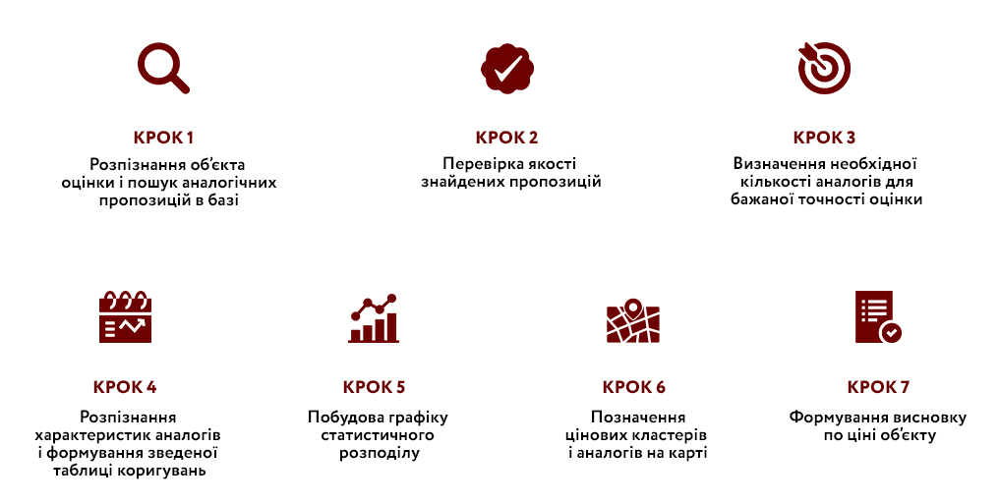 КРОК 1
Розпізнання об’єкта
оцінки і пошук аналогічних
пропозицій в базі
КРОК 2
Перевірка якості
знайдених пропозицій
КРОК 3
Визначення необхідної
кількості аналогів для
бажаної точності оцінки
КРОК 4
Розпізнання
характеристик аналогів
і формування зведеної
таблиці коригувань
КРОК 5
Побудова графіку
статистичного
розподілу
КРОК 6
Позначення
цінових кластерів
і аналогів на карті
КРОК 7
Формування висновку
по ціні об’єкту